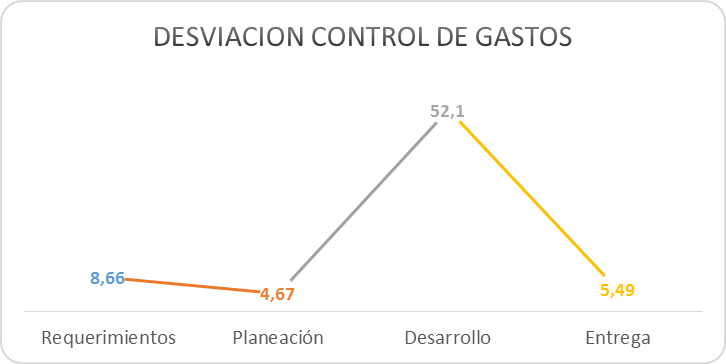 DESVIACION CONTROL DE GASTOS
52,1
8,66
4,67
5,49
Requerimientos Planeación Desarrollo Entrega